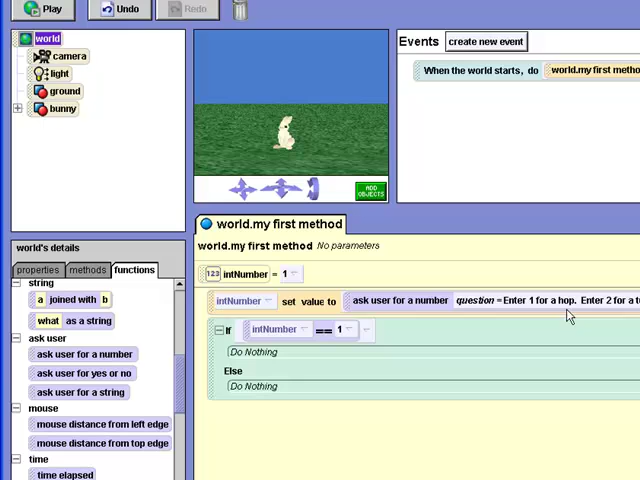 Play
Undo
Redo
world
camera
light
ground
bunny
ADD
OBJECTS
Events
create new event
When the world starts, do
world.my first metho
world's details
properties
methods
functions
string
a joined with b
what as a string
ask user
ask user for a number
ask user for yes or no
ask user for a string
mouse
mouse distance from left edge
mouse distance from top edge
time
time elapsed
world.my first method
world.my first method No parameters
123 intNumber = 1
intNumber set value to ask user for a number question = Enter 1 for a hop. Enter 2 for a tu
If intNumber == 1
Do Nothing
Else
Do Nothing